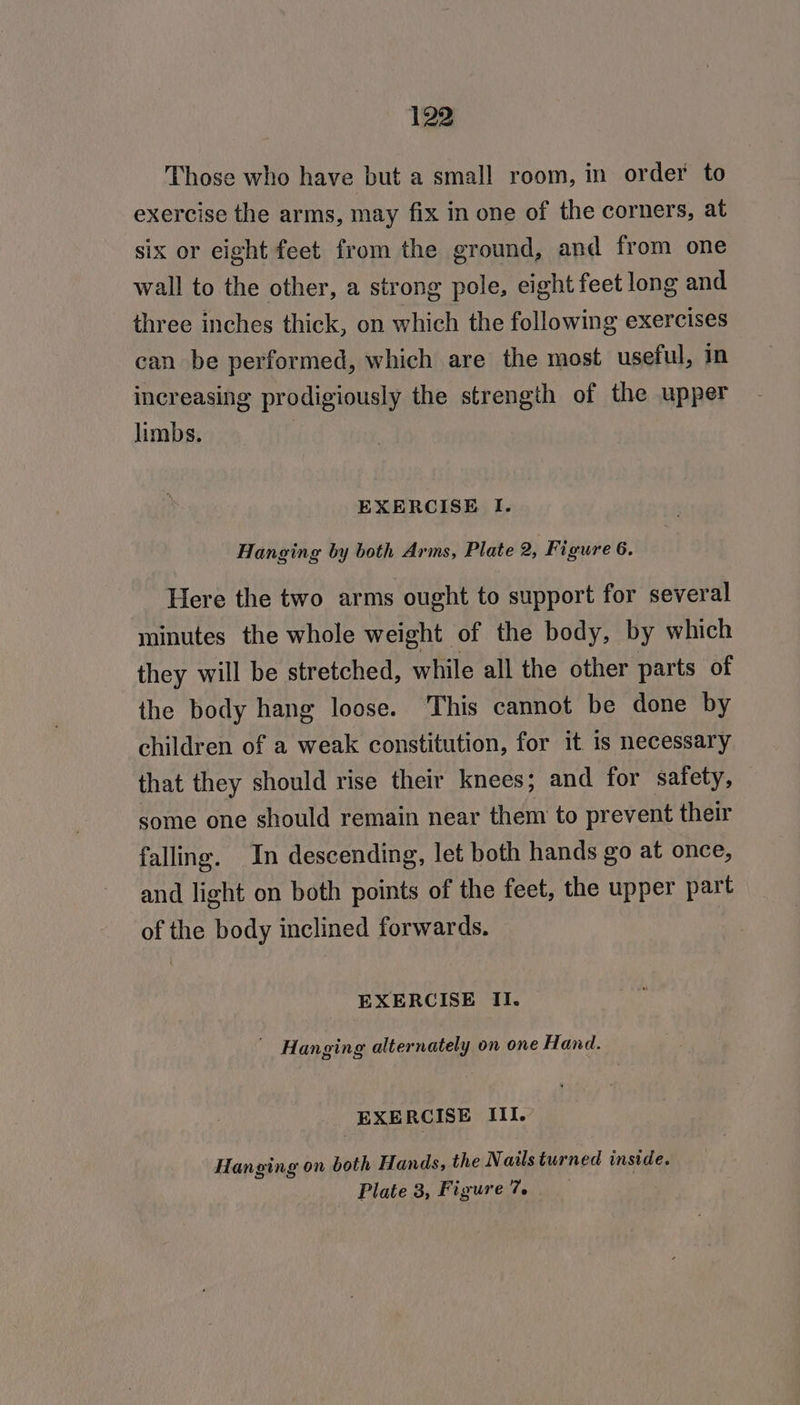 122
Those who have but a small room, in order to
exercise the arms, may fix in one of the corners, at
six or eight feet from the ground, and from one
wall to the other, a strong pole, eight feet long and
three inches thick, on which the following exercises
can be performed, which are the most useful, in
increasing prodigiously the strength of the upper
limbs.
EXERCISE I.
Hanging by both Arms, Plate 2, Figure 6.
Here the two arms ought to support for several
minutes the whole weight of the body, by which
they will be stretched, while all the other parts of
the body hang loose. This cannot be done by
children of a weak constitution, for it is necessary
that they should rise their knees; and for safety,
some one should remain near them to prevent their
falling. In descending, let both hands go at once,
and light on both points of the feet, the upper part
of the body inclined forwards.
EXERCISE II.
Hanging alternately on one Hand.
EXERCISE III.
Hanging on both Hands, the Nails turned inside.
Plate 3, Figure 7.